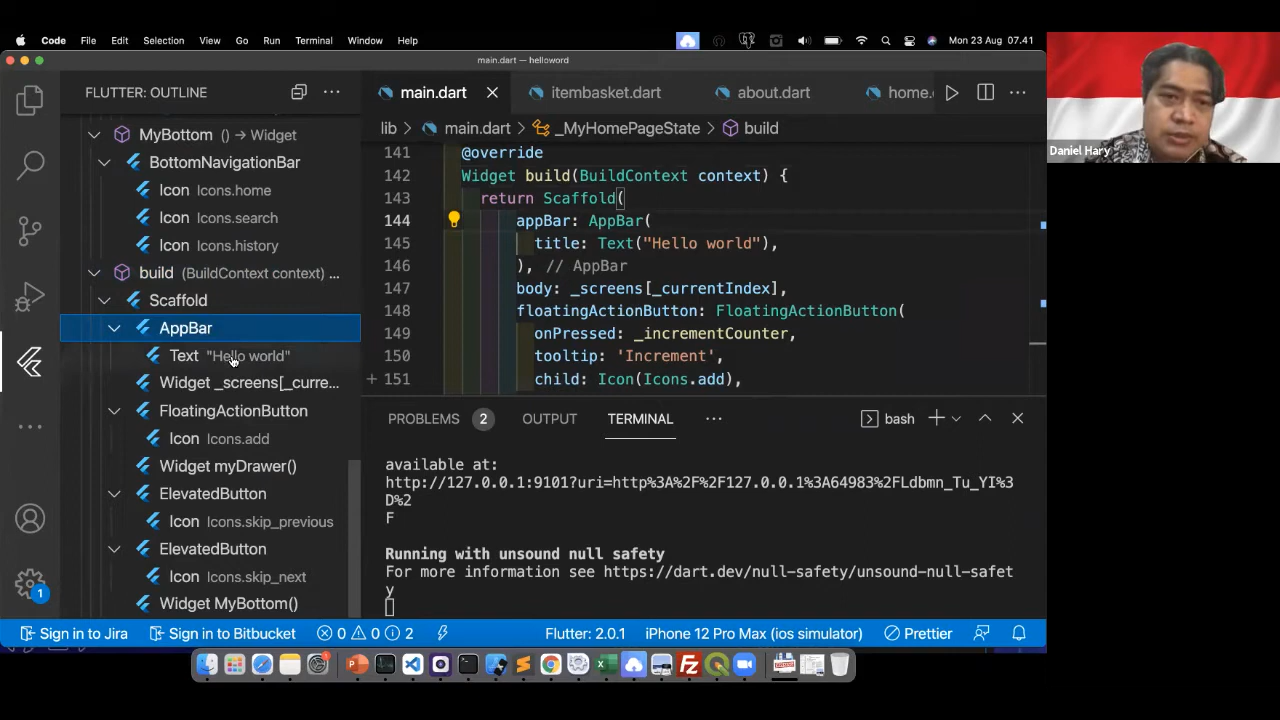 Code File Edit Selection View Go Run Terminal Window Help Mon 23 Aug 07.41
main.dart — helloword
FLUTTER: OUTLINE
MyBottom () → Widget
BottomNavigationBar
Icon Icons.home
Icon Icons.search
Icon Icons.history
build (BuildContext context) ...
Scaffold
AppBar
Text "Hello world"
Widget _screens[_curre...
FloatingActionButton
Icon Icons.add
Widget myDrawer()
ElevatedButton
Icon Icons.skip_previous
ElevatedButton
Icon Icons.skip_next
Widget MyBottom()
main.dart itembasket.dart about.dart home.
lib > main.dart > _MyHomePageState > build
141 @override
142 Widget build(BuildContext context) {
143 return Scaffold(
144 appBar: AppBar(
145 title: Text("Hello world"),
146 ), // AppBar
147 body: _screens[_currentIndex],
148 floatingActionButton: FloatingActionButton(
149 onPressed: _incrementCounter,
150 tooltip: 'Increment',
151 child: Icon(Icons.add),
PROBLEMS 2 OUTPUT TERMINAL ... bash
available at:
http://127.0.0.1:9101?uri=http%3A%2F%2F127.0.0.1%3A64983%2FLdbmn_Tu_YI%3
D%2
F
Running with unsound null safety
For more information see https://dart.dev/null-safety/unsound-null-safet
y
1
Sign in to Jira Sign in to Bitbucket 0 0 2 Flutter: 2.0.1 iPhone 12 Pro Max (ios simulator) Prettier
Daniel Hary